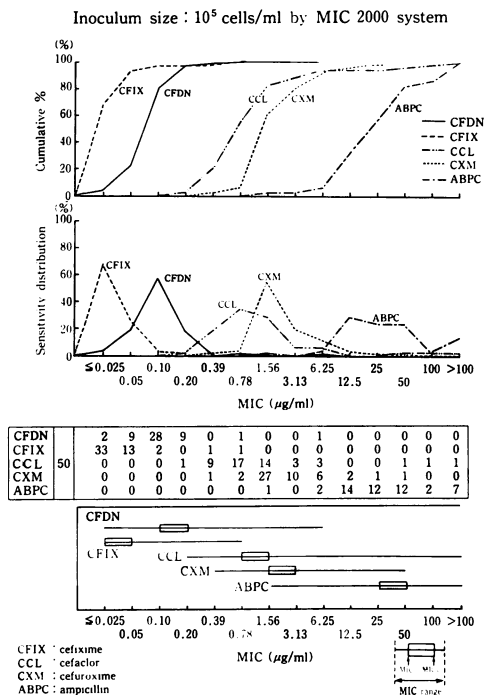 Inoculum size : 10⁵ cells/ml by MIC 2000 system
(%)
100
80
60
40
20
0
Cumulative %
CFIX
CFDN
CCL
CXM
ABPC
CFDN
CFIX
CCL
CXM
ABPC
(%)
100
80
60
40
20
0
Sensitivity distribution
CFIX
CFDN
CCL
CXM
ABPC
≦0.025 0.10 0.39 1.56 6.25 25 100 >100
0.05 0.20 0.78 3.13 12.5 50
MIC (μg/ml)
CFDN 50 2 9 28 9 0 1 0 0 1 0 0 0 0 0
CFIX 33 13 2 0 1 1 0 0 0 0 0 0 0 0
CCL 0 0 0 1 9 17 14 3 3 0 0 1 1 1
CXM 0 0 0 0 1 2 27 10 6 2 1 1 0 0
ABPC 0 0 0 0 0 0 1 0 2 14 12 12 2 7
CFDN
CFIX
CCL
CXM
ABPC
≦0.025 0.10 0.39 1.56 6.25 25 100 >100
0.05 0.20 0.78 3.13 12.5 50
MIC (μg/ml)
CFIX : cefixime
CCL : cefaclor
CXM : cefuroxime
ABPC : ampicillin
MIC MIC
MIC range